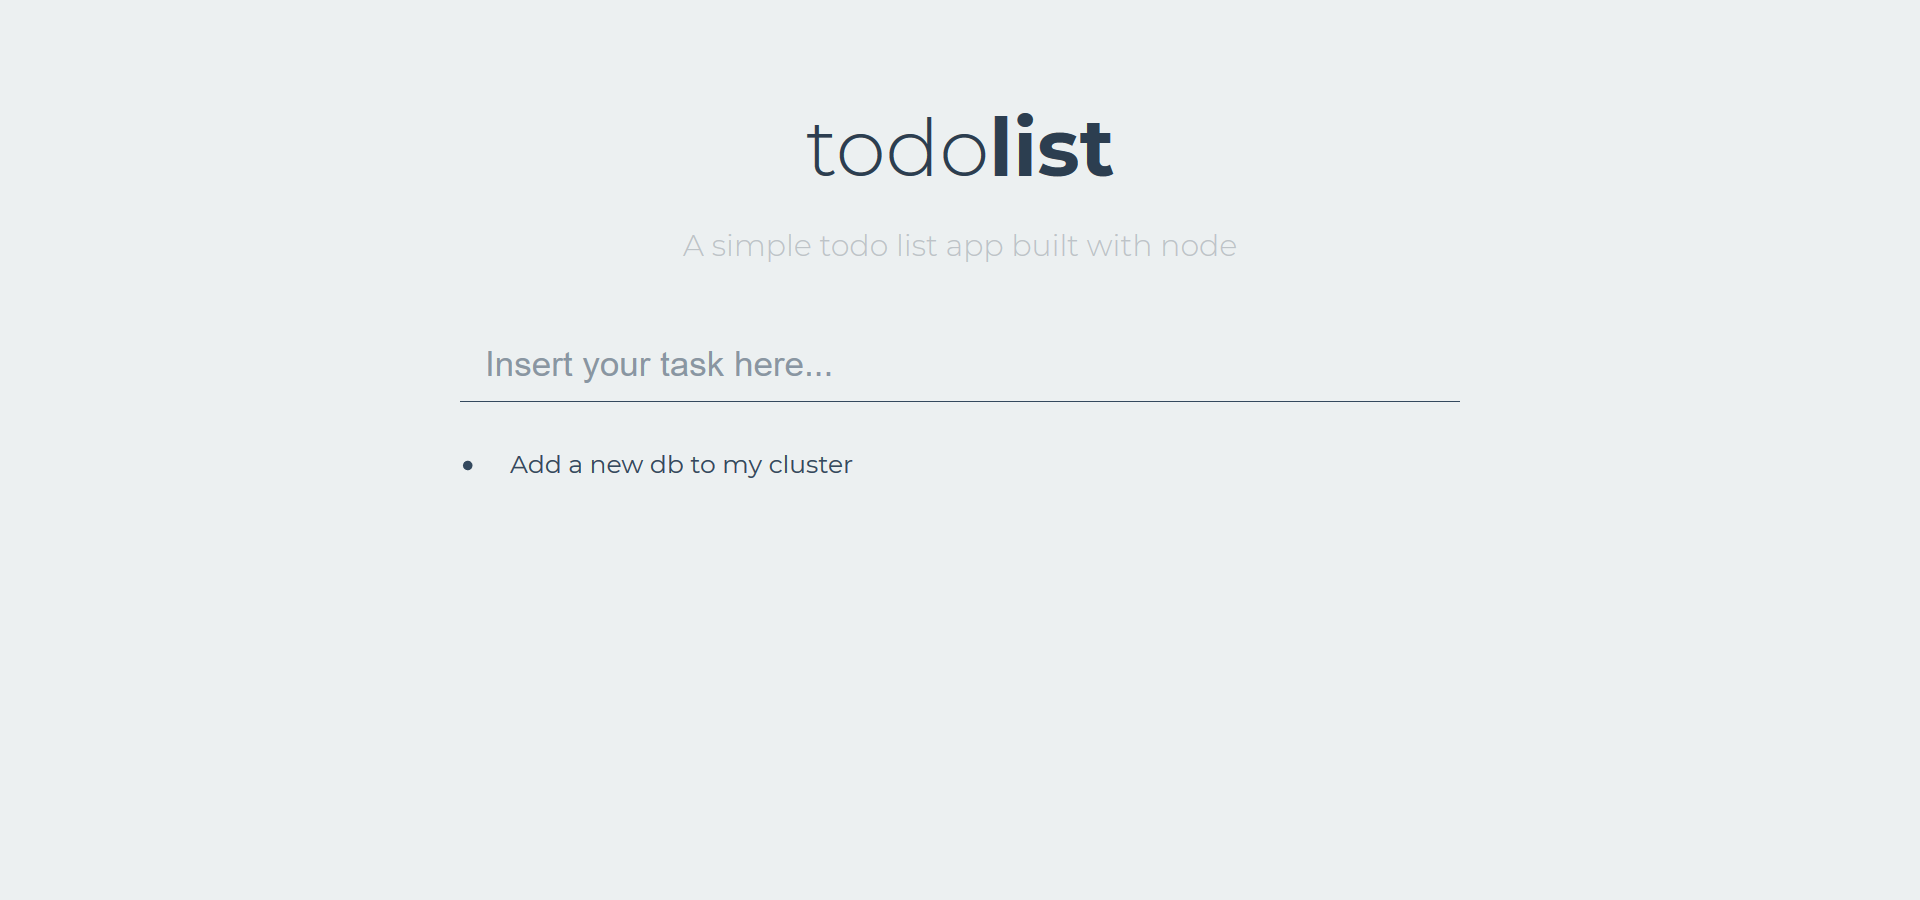 todolist
A simple todo list app built with node
Insert your task here...
Add a new db to my cluster